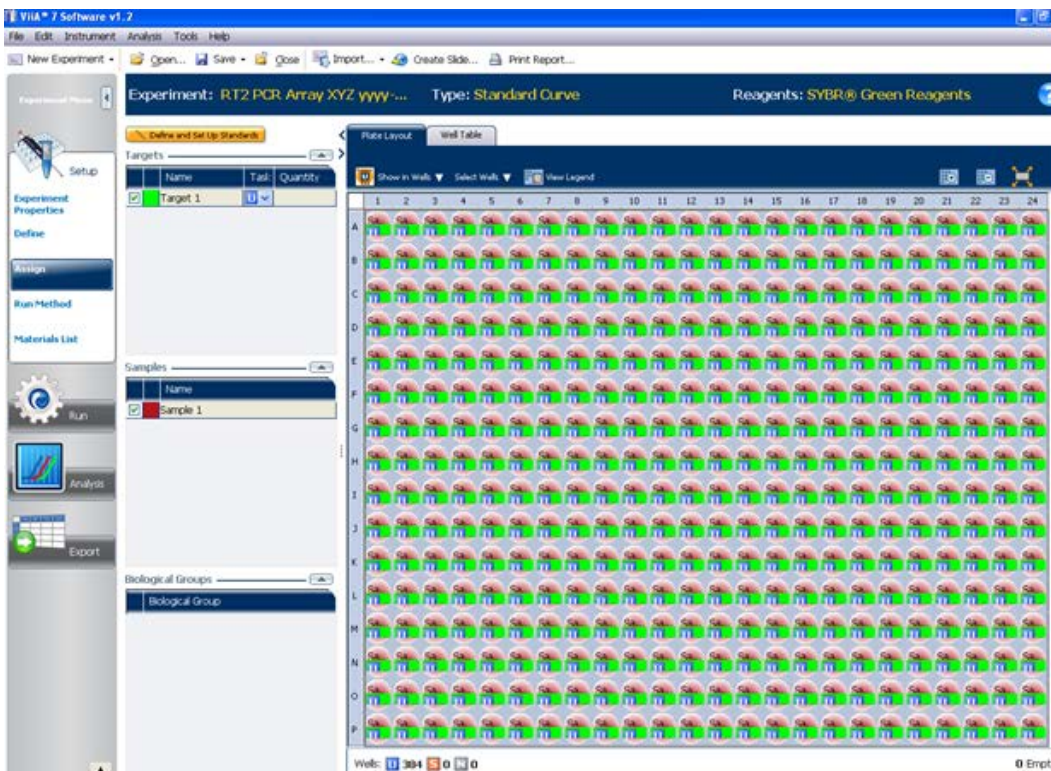 ViiA™ 7 Software v1.2
File Edit Instrument Analysis Tools Help
New Experiment Open... Save Close Import... Create Slide... Print Report...
Experiment Menu
Experiment: RT2 PCR Array XYZ yyyy-... Type: Standard Curve Reagents: SYBR® Green Reagents
Setup
Experiment Properties
Define
Assign
Run Method
Materials List
Run
Analysis
Export
Define and Set Up Standards
Targets
Name Task Quantity
Target 1 U
Samples
Name
Sample 1
Biological Groups
Biological Group
Plate Layout Well Table
Show in Wells Select Wells View Legend
1 2 3 4 5 6 7 8 9 10 11 12 13 14 15 16 17 18 19 20 21 22 23 24
A
B
C
D
E
F
G
H
I
J
K
L
M
N
O
P
Wells: U 384 S 0 N 0 0 Empt